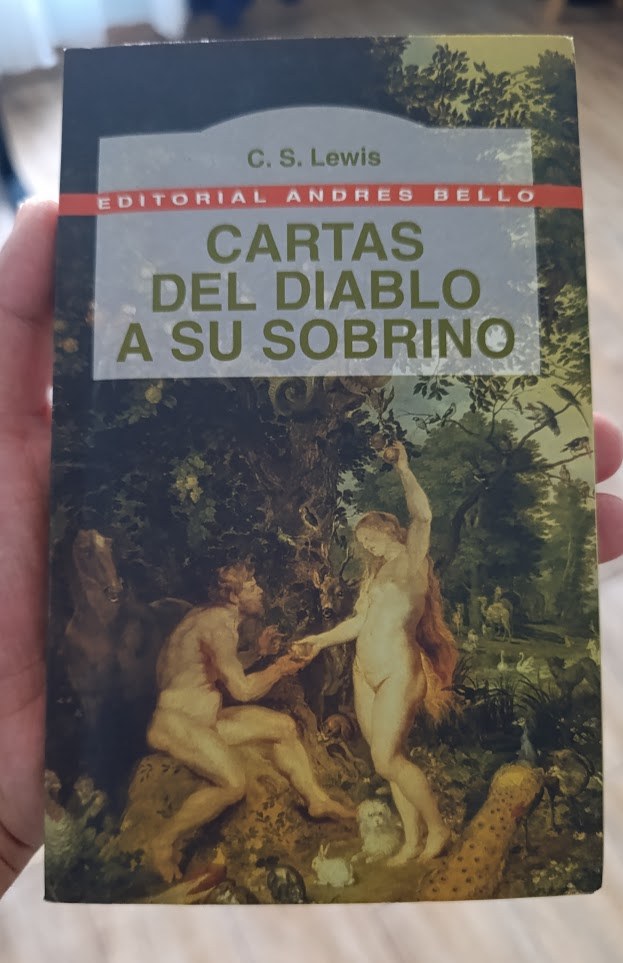 C. S. Lewis
EDITORIAL ANDRES BELLO
CARTAS
DEL DIABLO
A SU SOBRINO